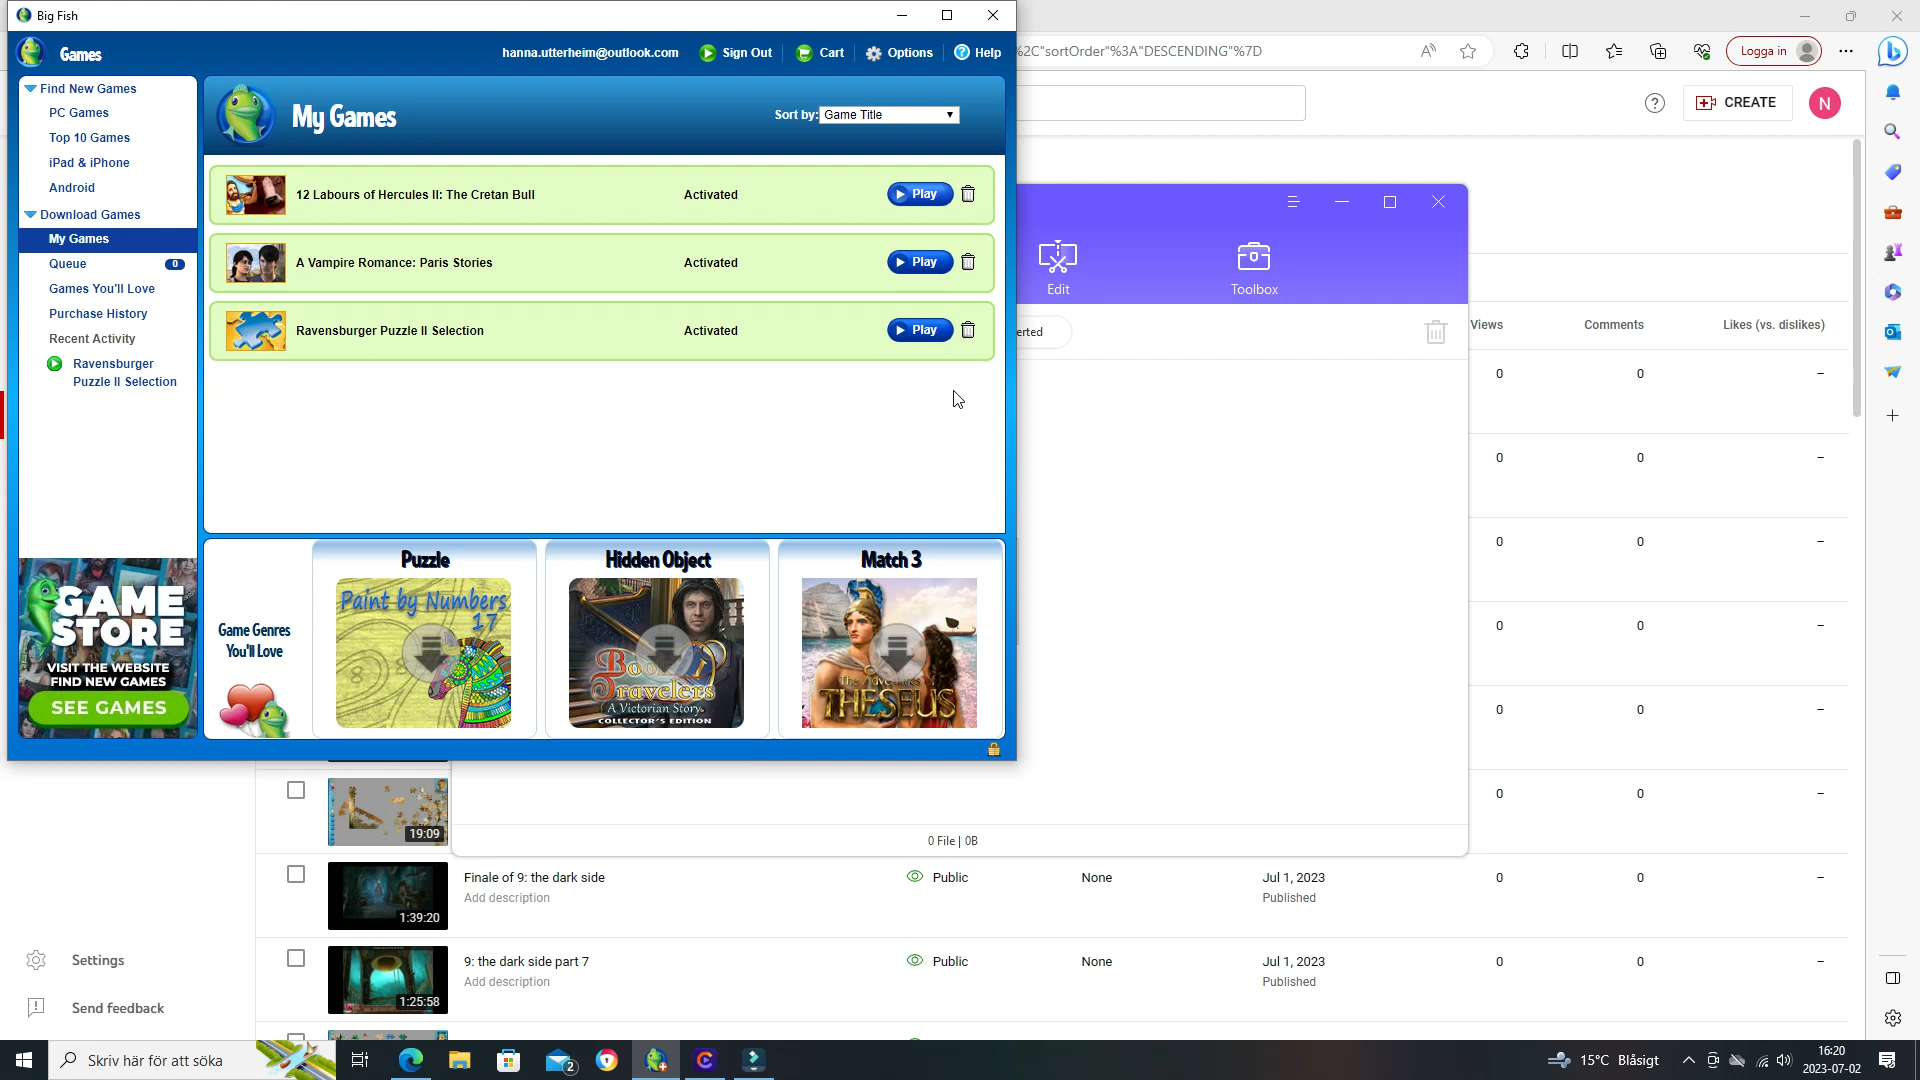 Big Fish
Games
hanna.utterheim@outlook.com
Sign Out
Cart
Options
Help
%2C"sortOrder"%3A"DESCENDING"%7D
Logga in
Find New Games
PC Games
Top 10 Games
iPad & iPhone
Android
Download Games
My Games
Queue
0
Games You'll Love
Purchase History
Recent Activity
Ravensburger
Puzzle II Selection
My Games
Sort by:
Game Title
12 Labours of Hercules II: The Cretan Bull
Activated
Play
A Vampire Romance: Paris Stories
Activated
Play
Ravensburger Puzzle II Selection
Activated
Play
CREATE
N
Edit
Toolbox
erted
Views
Comments
Likes (vs. dislikes)
0 0 –
0 0 –
0 0 –
0 0 –
0 0 –
0 0 –
GAME
STORE
VISIT THE WEBSITE
FIND NEW GAMES
SEE GAMES
Game Genres
You'll Love
Puzzle
Paint by Numbers
17
Hidden Object
A Victorian Story
COLLECTOR'S EDITION
Match 3
THESEUS
19:09
0 File | 0B
1:39:20
Finale of 9: the dark side
Add description
Public
None
Jul 1, 2023
Published
0 0 –
1:25:58
9: the dark side part 7
Add description
Public
None
Jul 1, 2023
Published
0 0 –
Settings
Send feedback
Skriv här för att söka
2
15°C Blåsigt
16:20
2023-07-02